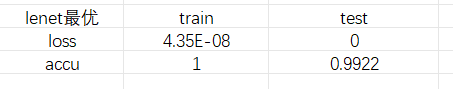 lenet最优 train test
loss 4.35E-08 0
accu 1 0.9922